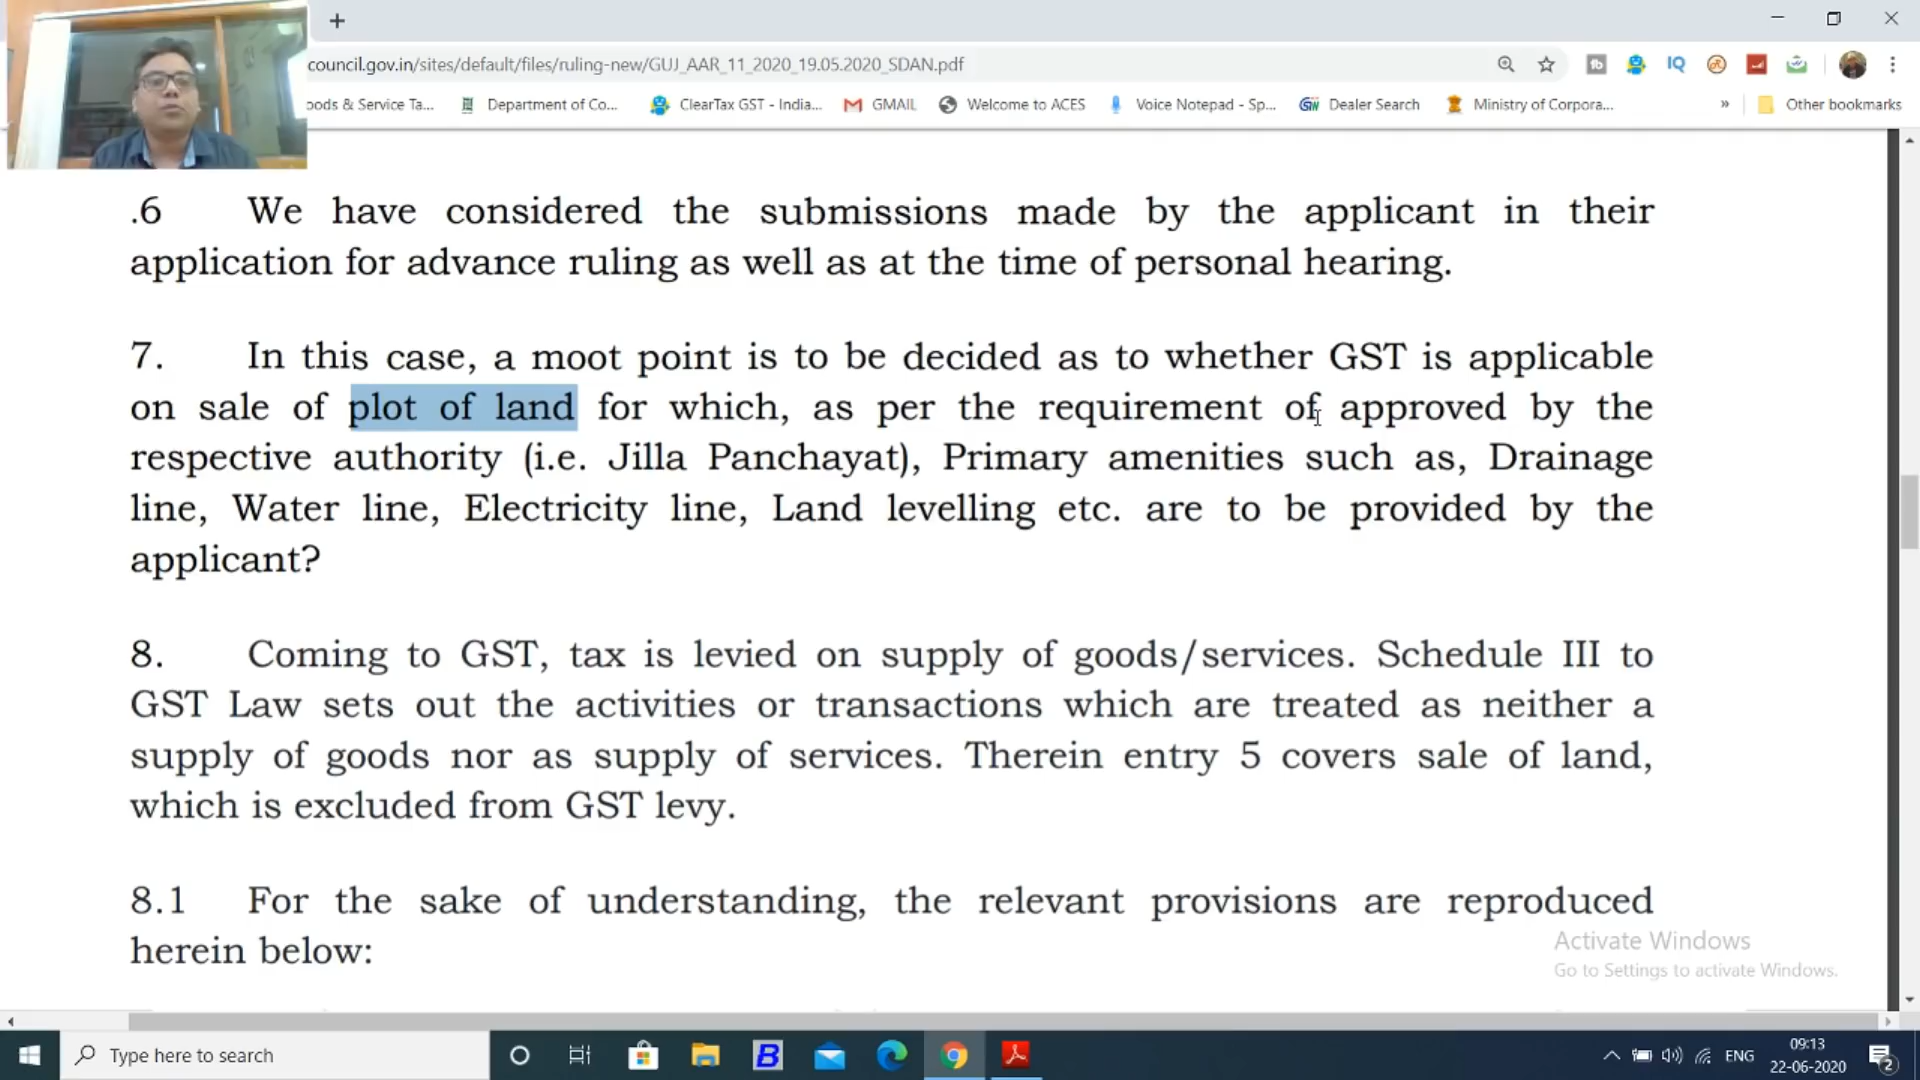 council.gov.in/sites/default/files/ruling-new/GUJ_AAR_11_2020_19.05.2020_SDAN.pdf
oods & Service Ta... Department of Co... ClearTax GST - India... GMAIL Welcome to ACES Voice Notepad - Sp... Dealer Search Ministry of Corpora... » Other bookmarks
.6 We have considered the submissions made by the applicant in their
application for advance ruling as well as at the time of personal hearing.
7. In this case, a moot point is to be decided as to whether GST is applicable
on sale of plot of land for which, as per the requirement of approved by the
respective authority (i.e. Jilla Panchayat), Primary amenities such as, Drainage
line, Water line, Electricity line, Land levelling etc. are to be provided by the
applicant?
8. Coming to GST, tax is levied on supply of goods/services. Schedule III to
GST Law sets out the activities or transactions which are treated as neither a
supply of goods nor as supply of services. Therein entry 5 covers sale of land,
which is excluded from GST levy.
8.1 For the sake of understanding, the relevant provisions are reproduced
herein below:
Activate Windows
Go to Settings to activate Windows.
Type here to search
ENG
09:13
22-06-2020
2